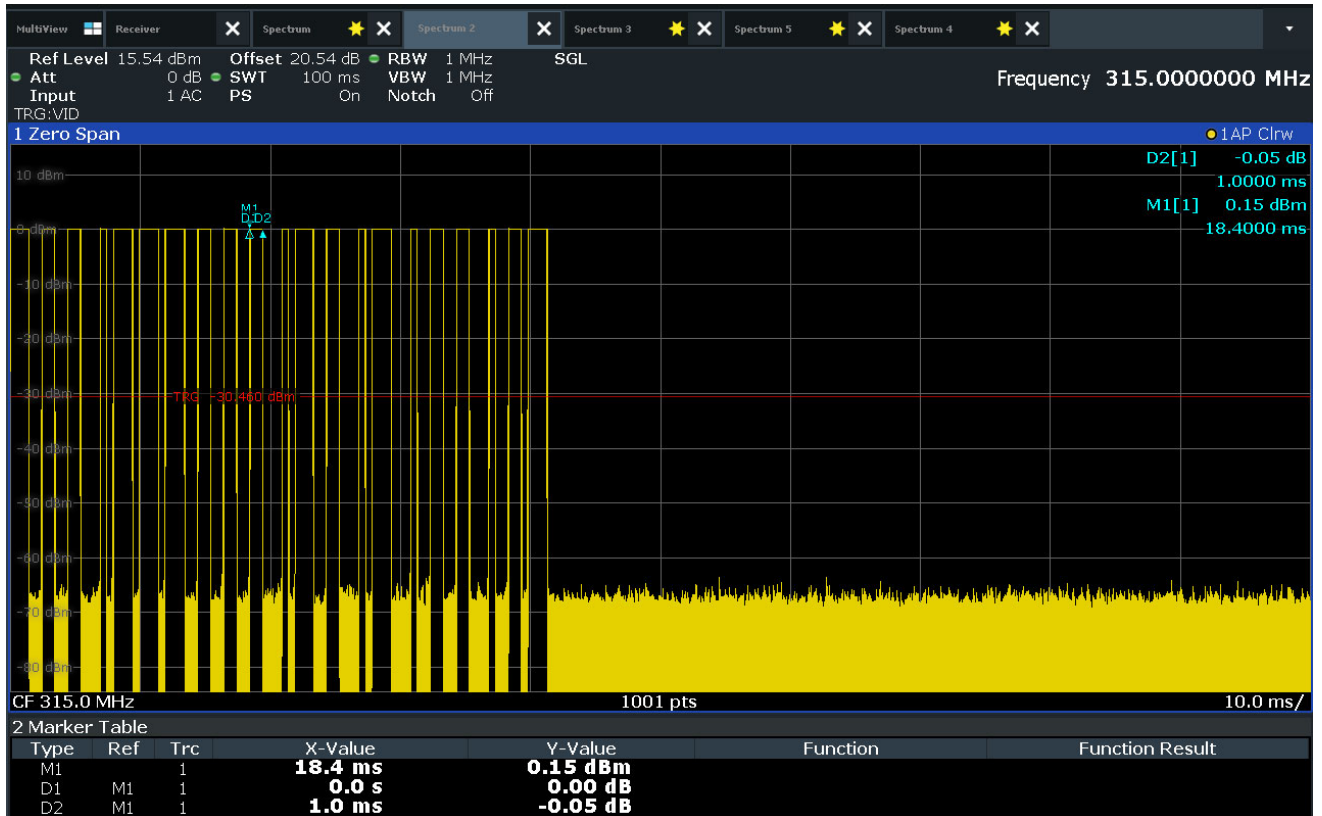 MultiView Receiver Spectrum Spectrum 2 Spectrum 3 Spectrum 5 Spectrum 4
Ref Level 15.54 dBm Offset 20.54 dB RBW 1 MHz SGL
Att 0 dB SWT 100 ms VBW 1 MHz Frequency 315.0000000 MHz
Input 1 AC PS On Notch Off
TRG:VID
1 Zero Span 1AP Clrw
D2[1] -0.05 dB
10 dBm
1.0000 ms
M1[1] 0.15 dBm
M1
D1 D2
0 dBm
18.4000 ms
-10 dBm
-20 dBm
-30 dBm
TRG -30.460 dBm
-40 dBm
-50 dBm
-60 dBm
-70 dBm
-80 dBm
CF 315.0 MHz 1001 pts 10.0 ms/
2 Marker Table
Type Ref Trc X-Value Y-Value Function Function Result
M1 1 18.4 ms 0.15 dBm
D1 M1 1 0.0 s 0.00 dB
D2 M1 1 1.0 ms -0.05 dB